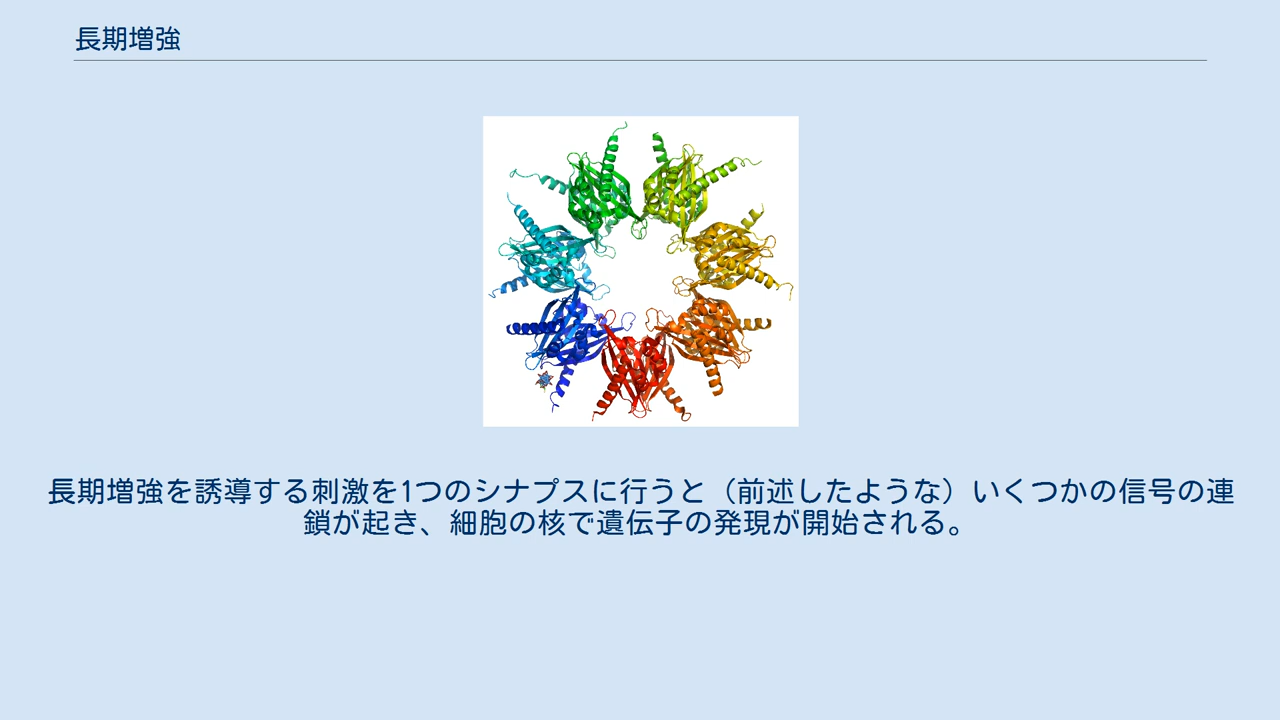 長期増強
長期増強を誘導する刺激を1つのシナプスに行うと（前述したような）いくつかの信号の連
鎖が起き、細胞の核で遺伝子の発現が開始される。